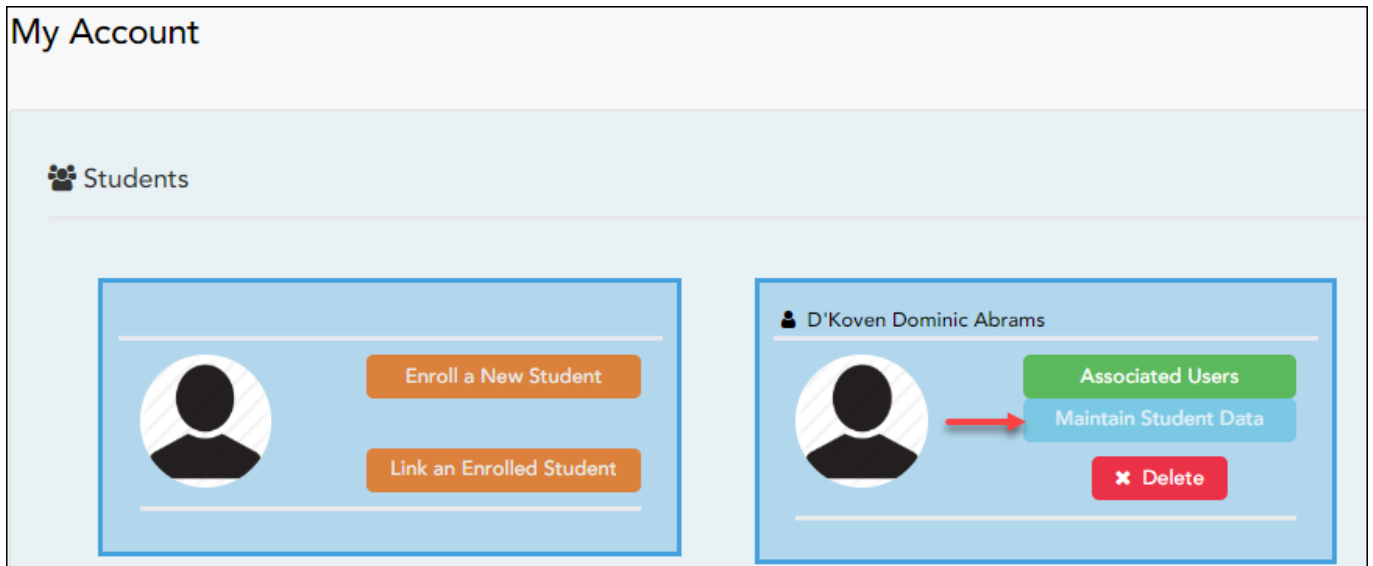 My Account
Students
Enroll a New Student
Link an Enrolled Student
D'Koven Dominic Abrams
Associated Users
Maintain Student Data
Delete